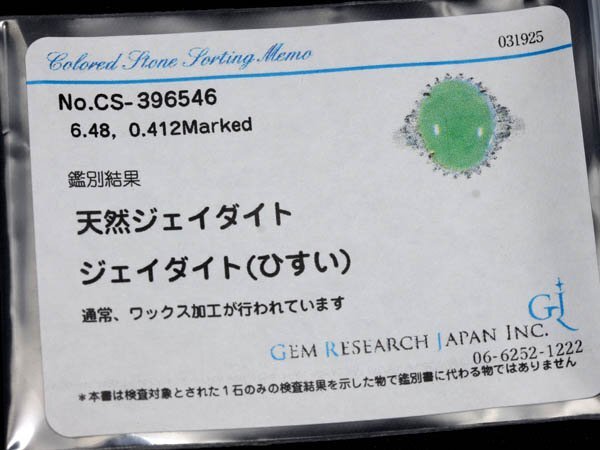 Colored Stone Sorting Memo
031925
No.CS-396546
6.48, 0.412Marked
鑑別結果
天然ジェイダイト
ジェイダイト(ひすい)
通常、ワックス加工が行われています
GJ
GEM RESEARCH JAPAN INC.
06-6252-1222
*本書は検査対象とされた1石のみの検査結果を示した物で鑑別書に代わる物ではありません